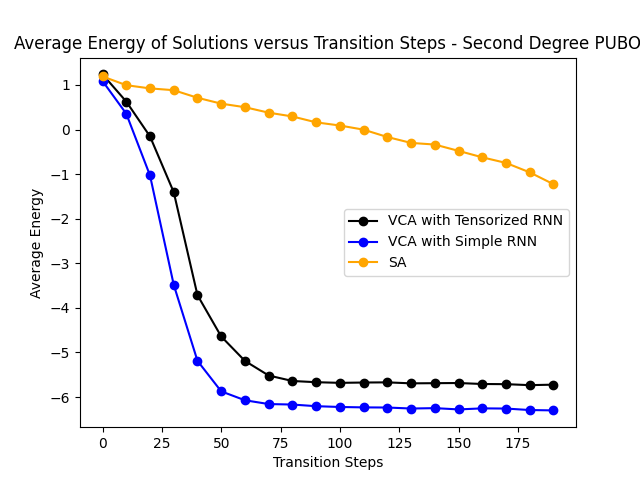 Average Energy of Solutions versus Transition Steps - Second Degree PUBO
1
0
−1
−2
−3
−4
−5
−6
Average Energy
VCA with Tensorized RNN
VCA with Simple RNN
SA
0 25 50 75 100 125 150 175
Transition Steps